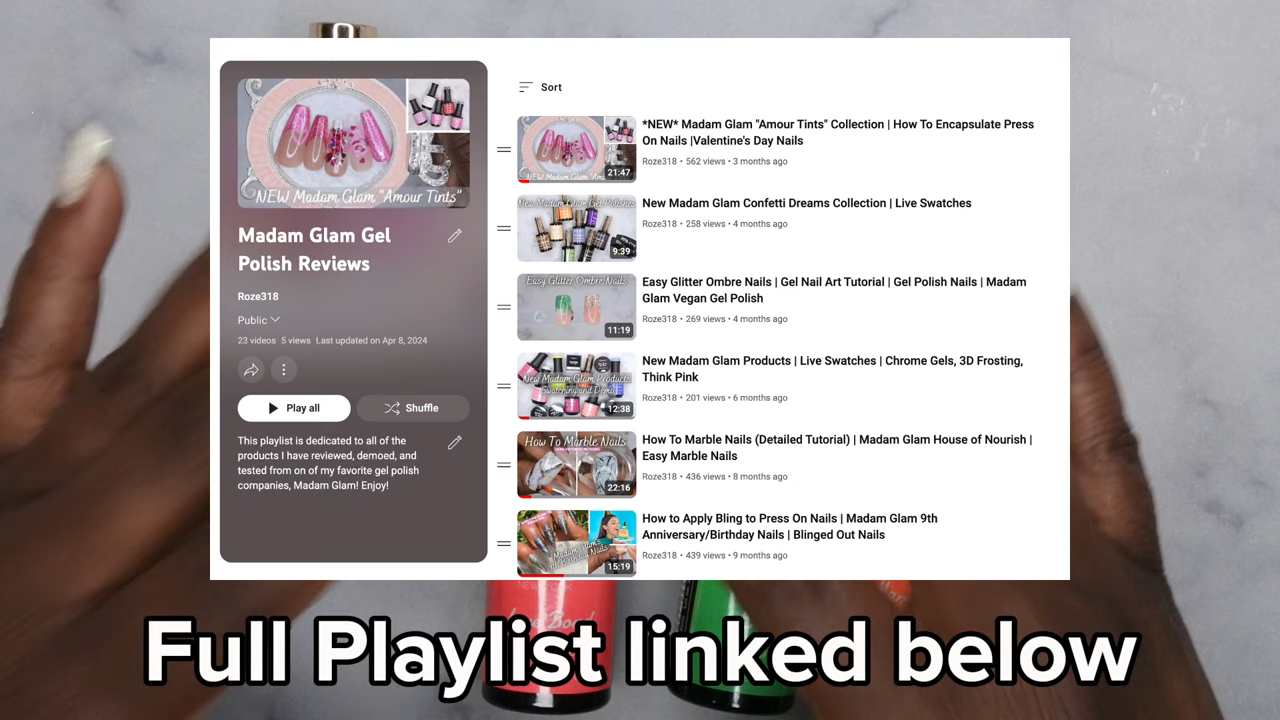 NEW Madam Glam "Amour Tints"
Madam Glam Gel
Polish Reviews
Roze318
Public
23 videos 5 views Last updated on Apr 8, 2024
Play all
Shuffle
This playlist is dedicated to all of the
products I have reviewed, demoed, and
tested from on of my favorite gel polish
companies, Madam Glam! Enjoy!
Sort
21:47
*NEW* Madam Glam "Amour Tints" Collection | How To Encapsulate Press
On Nails |Valentine's Day Nails
Roze318 • 562 views • 3 months ago
New Madam Glam Gel Polishes
9:39
New Madam Glam Confetti Dreams Collection | Live Swatches
Roze318 • 258 views • 4 months ago
Easy Glitter Ombre Nails
11:19
Easy Glitter Ombre Nails | Gel Nail Art Tutorial | Gel Polish Nails | Madam
Glam Vegan Gel Polish
Roze318 • 269 views • 4 months ago
New Madam Glam Products
Swatching and Demo
12:38
New Madam Glam Products | Live Swatches | Chrome Gels, 3D Frosting,
Think Pink
Roze318 • 201 views • 6 months ago
How To Marble Nails
22:16
How To Marble Nails (Detailed Tutorial) | Madam Glam House of Nourish |
Easy Marble Nails
Roze318 • 436 views • 8 months ago
Madam Glam's
9th Birthday Nails
15:19
How to Apply Bling to Press On Nails | Madam Glam 9th
Anniversary/Birthday Nails | Blinged Out Nails
Roze318 • 439 views • 9 months ago
Full Playlist linked below